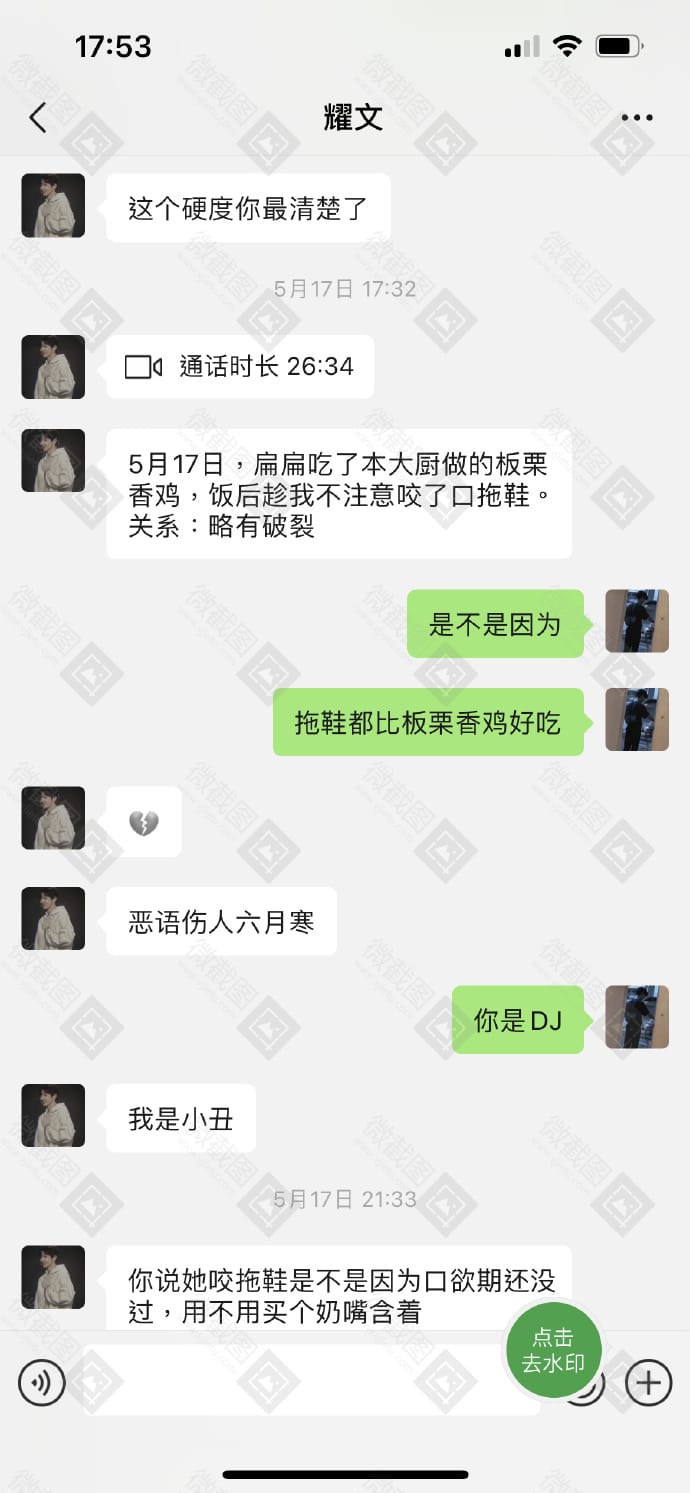 17:53
耀文
这个硬度你最清楚了
5月17日 17:32
通话时长 26:34
5月17日，扁扁吃了本大厨做的板栗
香鸡，饭后趁我不注意咬了口拖鞋。
关系：略有破裂
是不是因为
拖鞋都比板栗香鸡好吃
💔
恶语伤人六月寒
你是DJ
我是小丑
5月17日 21:33
你说她咬拖鞋是不是因为口欲期还没
过，用不用买个奶嘴含着
点击
去水印
微截图